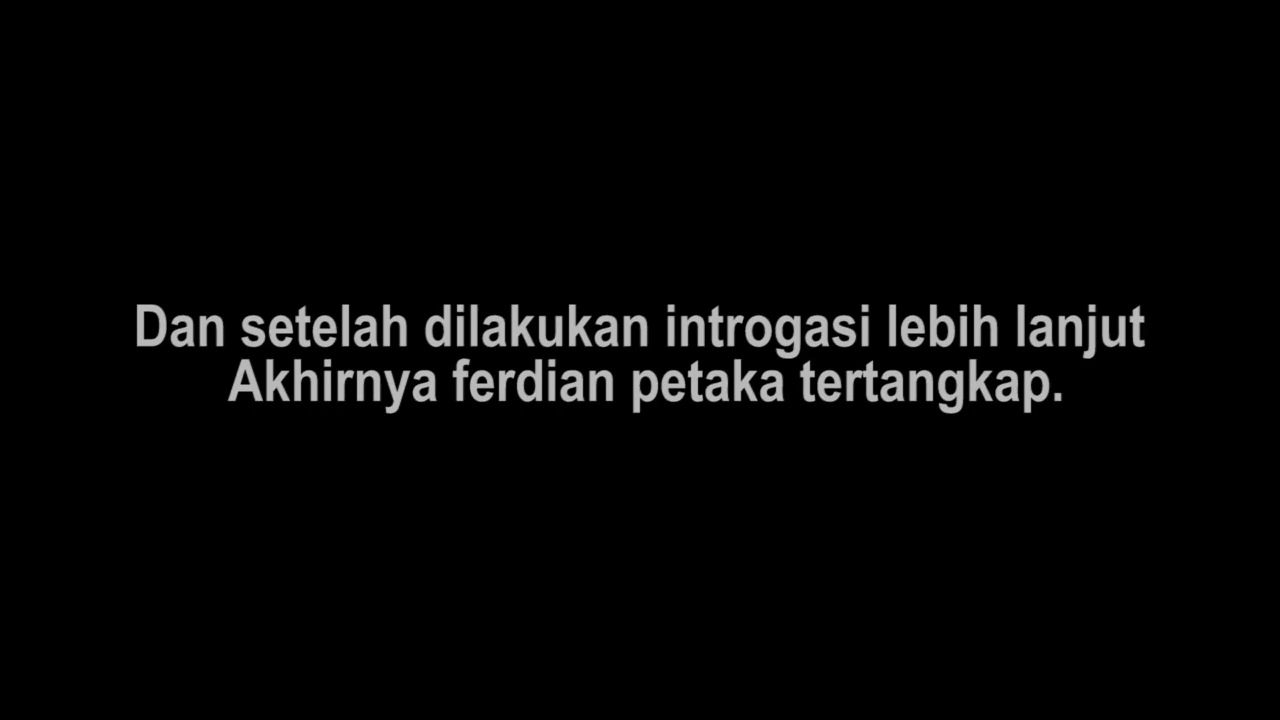 Dan setelah dilakukan introgasi lebih lanjut
Akhirnya ferdian petaka tertangkap.